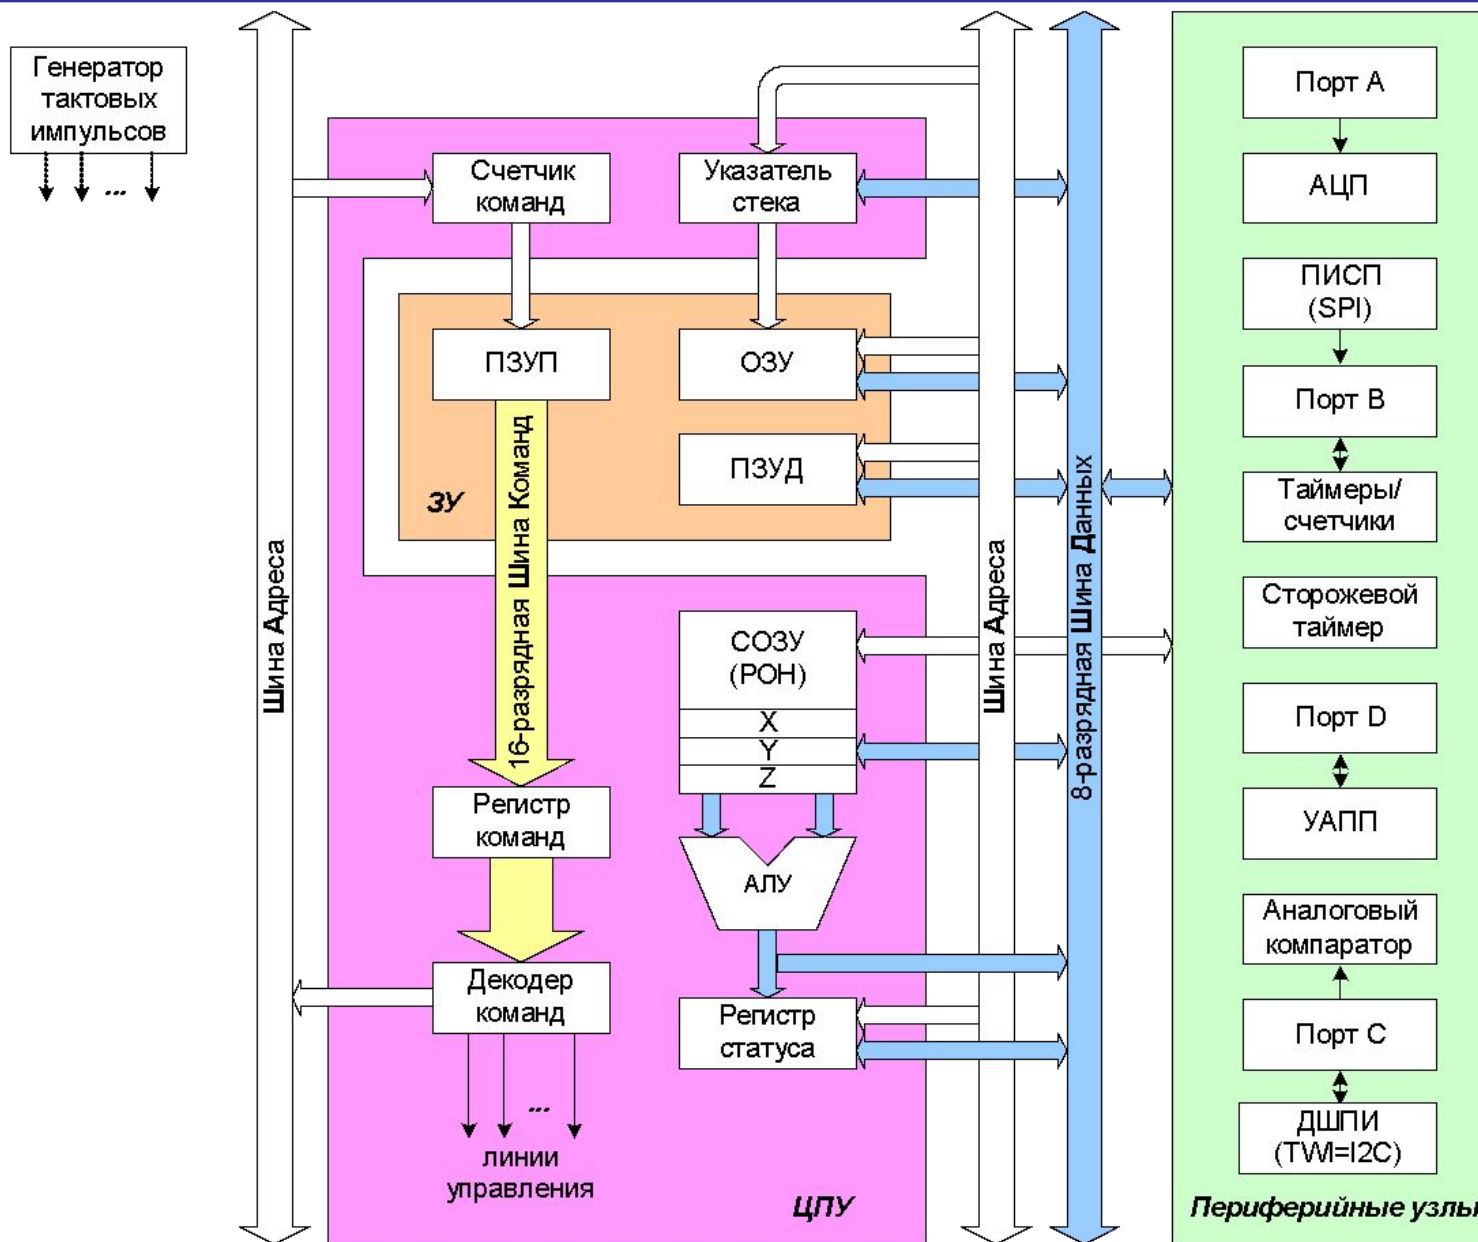 Генератор
тактовых
импульсов
...
Шина Адреса
Счетчик
команд
Указатель
стека
ПЗУП
ОЗУ
ПЗУД
ЗУ
16-разрядная Шина Команд
СОЗУ
(РОН)
X
Y
Z
Регистр
команд
АЛУ
Декодер
команд
Регистр
статуса
...
линии
управления
ЦПУ
Шина Адреса
8-разрядная Шина Данных
Порт A
АЦП
ПИСП
(SPI)
Порт B
Таймеры/
счетчики
Сторожевой
таймер
Порт D
УАПП
Аналоговый
компаратор
Порт C
ДШПИ
(TWI=I2C)
Периферийные узлы